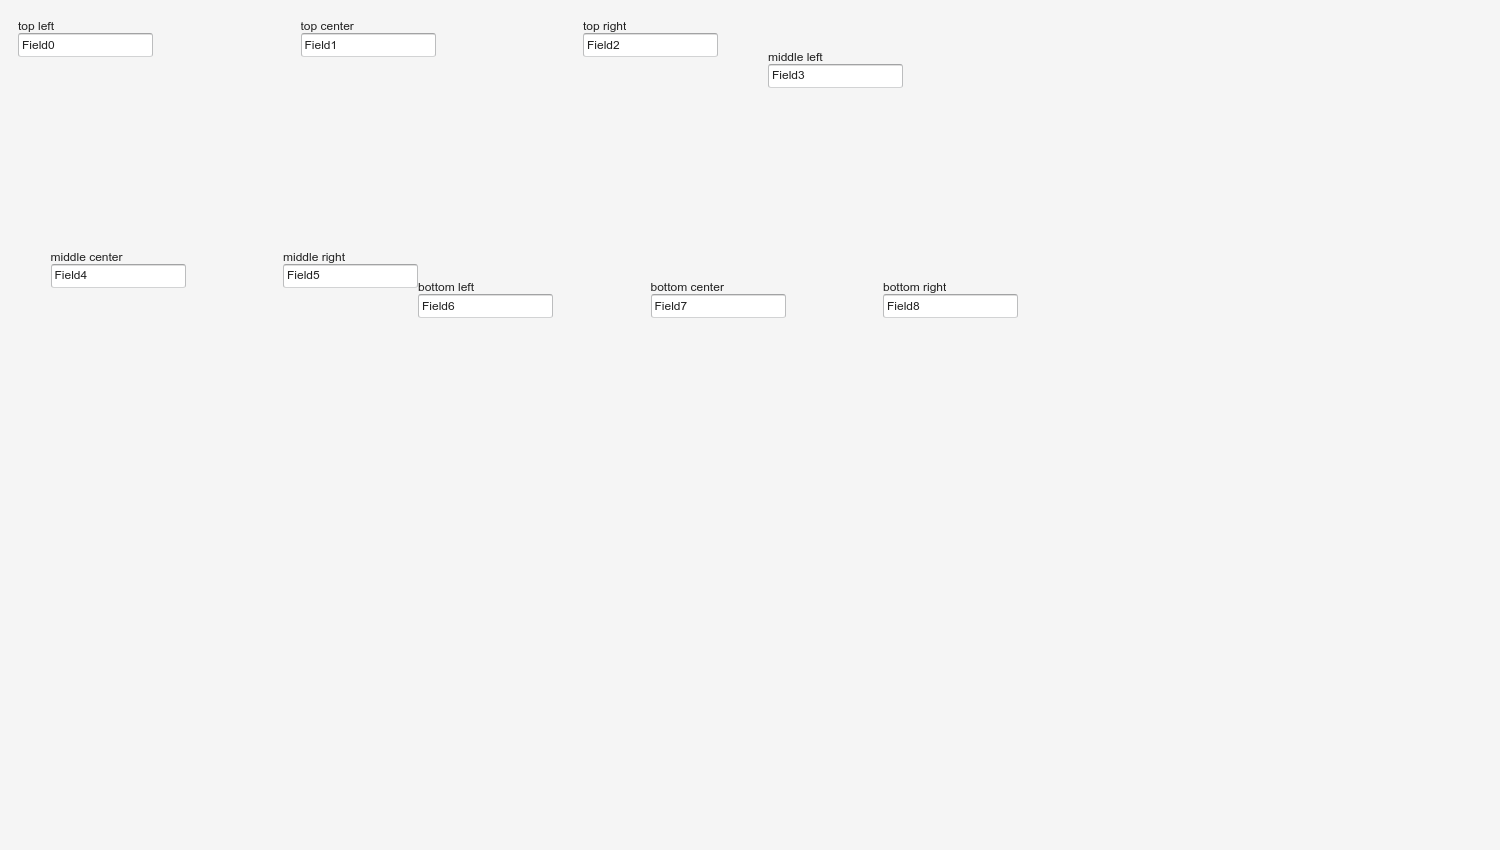 top left
Field0
top center
Field1
top right
Field2
middle left
Field3
middle center
Field4
middle right
Field5
bottom left
Field6
bottom center
Field7
bottom right
Field8